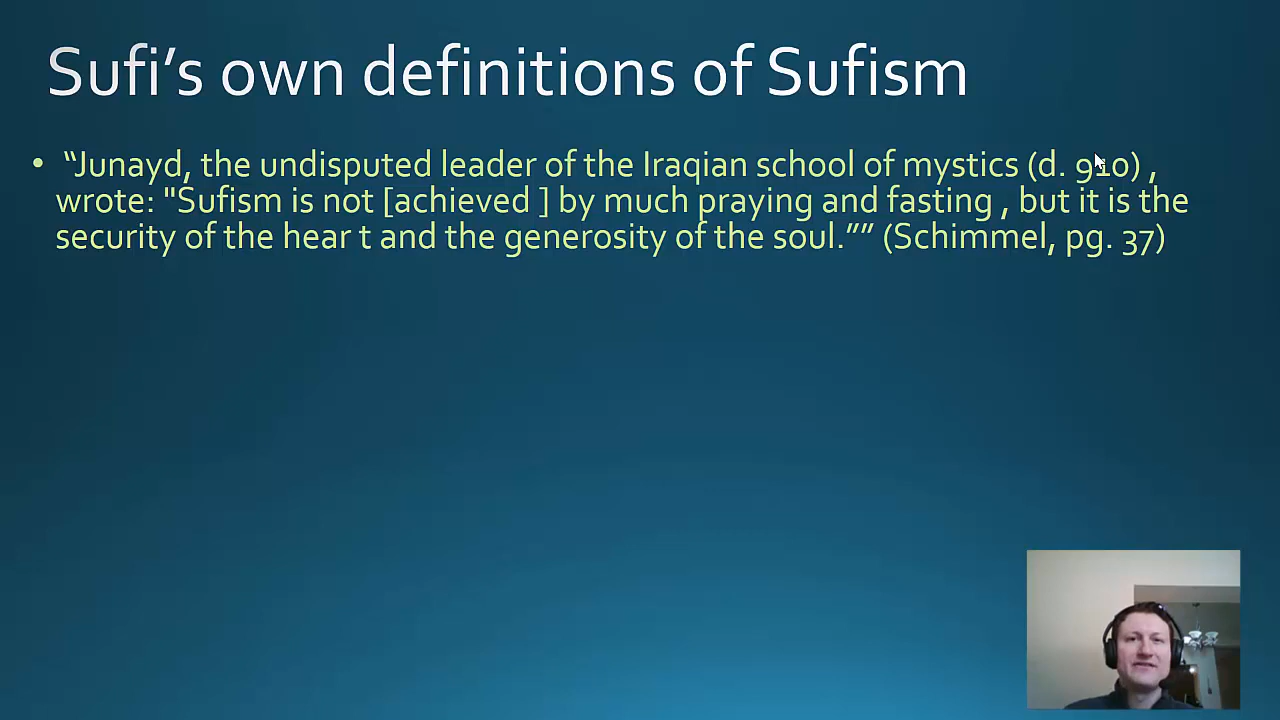 Sufi’s own definitions of Sufism
• “Junayd, the undisputed leader of the Iraqian school of mystics (d. 910) ,
wrote: "Sufism is not [achieved ] by much praying and fasting , but it is the
security of the hear t and the generosity of the soul.”” (Schimmel, pg. 37)